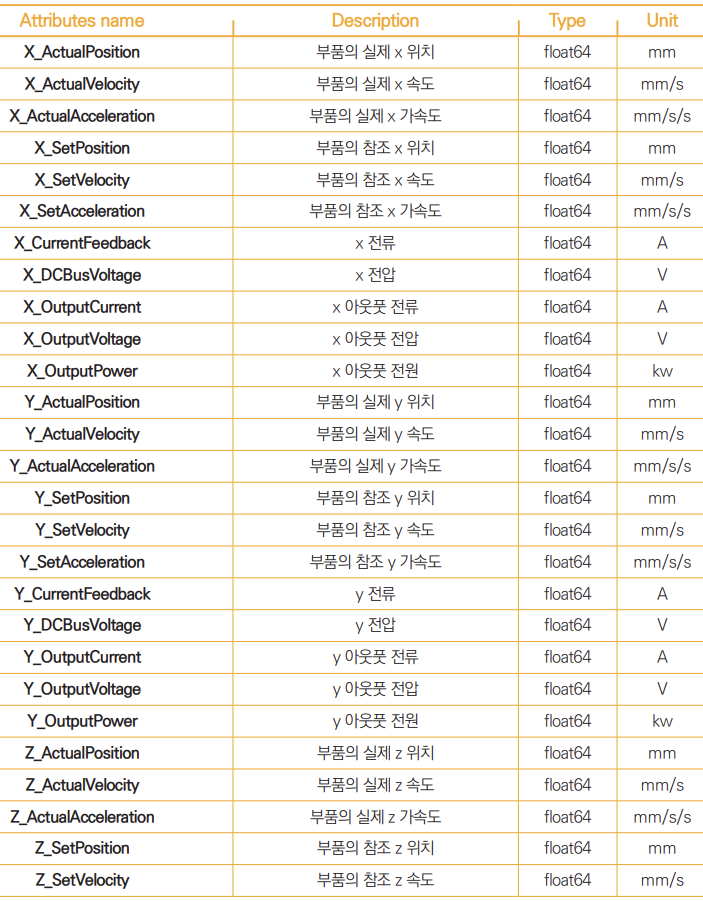 Attributes name Description Type Unit
X_ActualPosition 부품의 실제 x 위치 float64 mm
X_ActualVelocity 부품의 실제 x 속도 float64 mm/s
X_ActualAcceleration 부품의 실제 x 가속도 float64 mm/s/s
X_SetPosition 부품의 참조 x 위치 float64 mm
X_SetVelocity 부품의 참조 x 속도 float64 mm/s
X_SetAcceleration 부품의 참조 x 가속도 float64 mm/s/s
X_CurrentFeedback x 전류 float64 A
X_DCBusVoltage x 전압 float64 V
X_OutputCurrent x 아웃풋 전류 float64 A
X_OutputVoltage x 아웃풋 전압 float64 V
X_OutputPower x 아웃풋 전원 float64 kw
Y_ActualPosition 부품의 실제 y 위치 float64 mm
Y_ActualVelocity 부품의 실제 y 속도 float64 mm/s
Y_ActualAcceleration 부품의 실제 y 가속도 float64 mm/s/s
Y_SetPosition 부품의 참조 y 위치 float64 mm
Y_SetVelocity 부품의 참조 y 속도 float64 mm/s
Y_SetAcceleration 부품의 참조 y 가속도 float64 mm/s/s
Y_CurrentFeedback y 전류 float64 A
Y_DCBusVoltage y 전압 float64 V
Y_OutputCurrent y 아웃풋 전류 float64 A
Y_OutputVoltage y 아웃풋 전압 float64 V
Y_OutputPower y 아웃풋 전원 float64 kw
Z_ActualPosition 부품의 실제 z 위치 float64 mm
Z_ActualVelocity 부품의 실제 z 속도 float64 mm/s
Z_ActualAcceleration 부품의 실제 z 가속도 float64 mm/s/s
Z_SetPosition 부품의 참조 z 위치 float64 mm
Z_SetVelocity 부품의 참조 z 속도 float64 mm/s